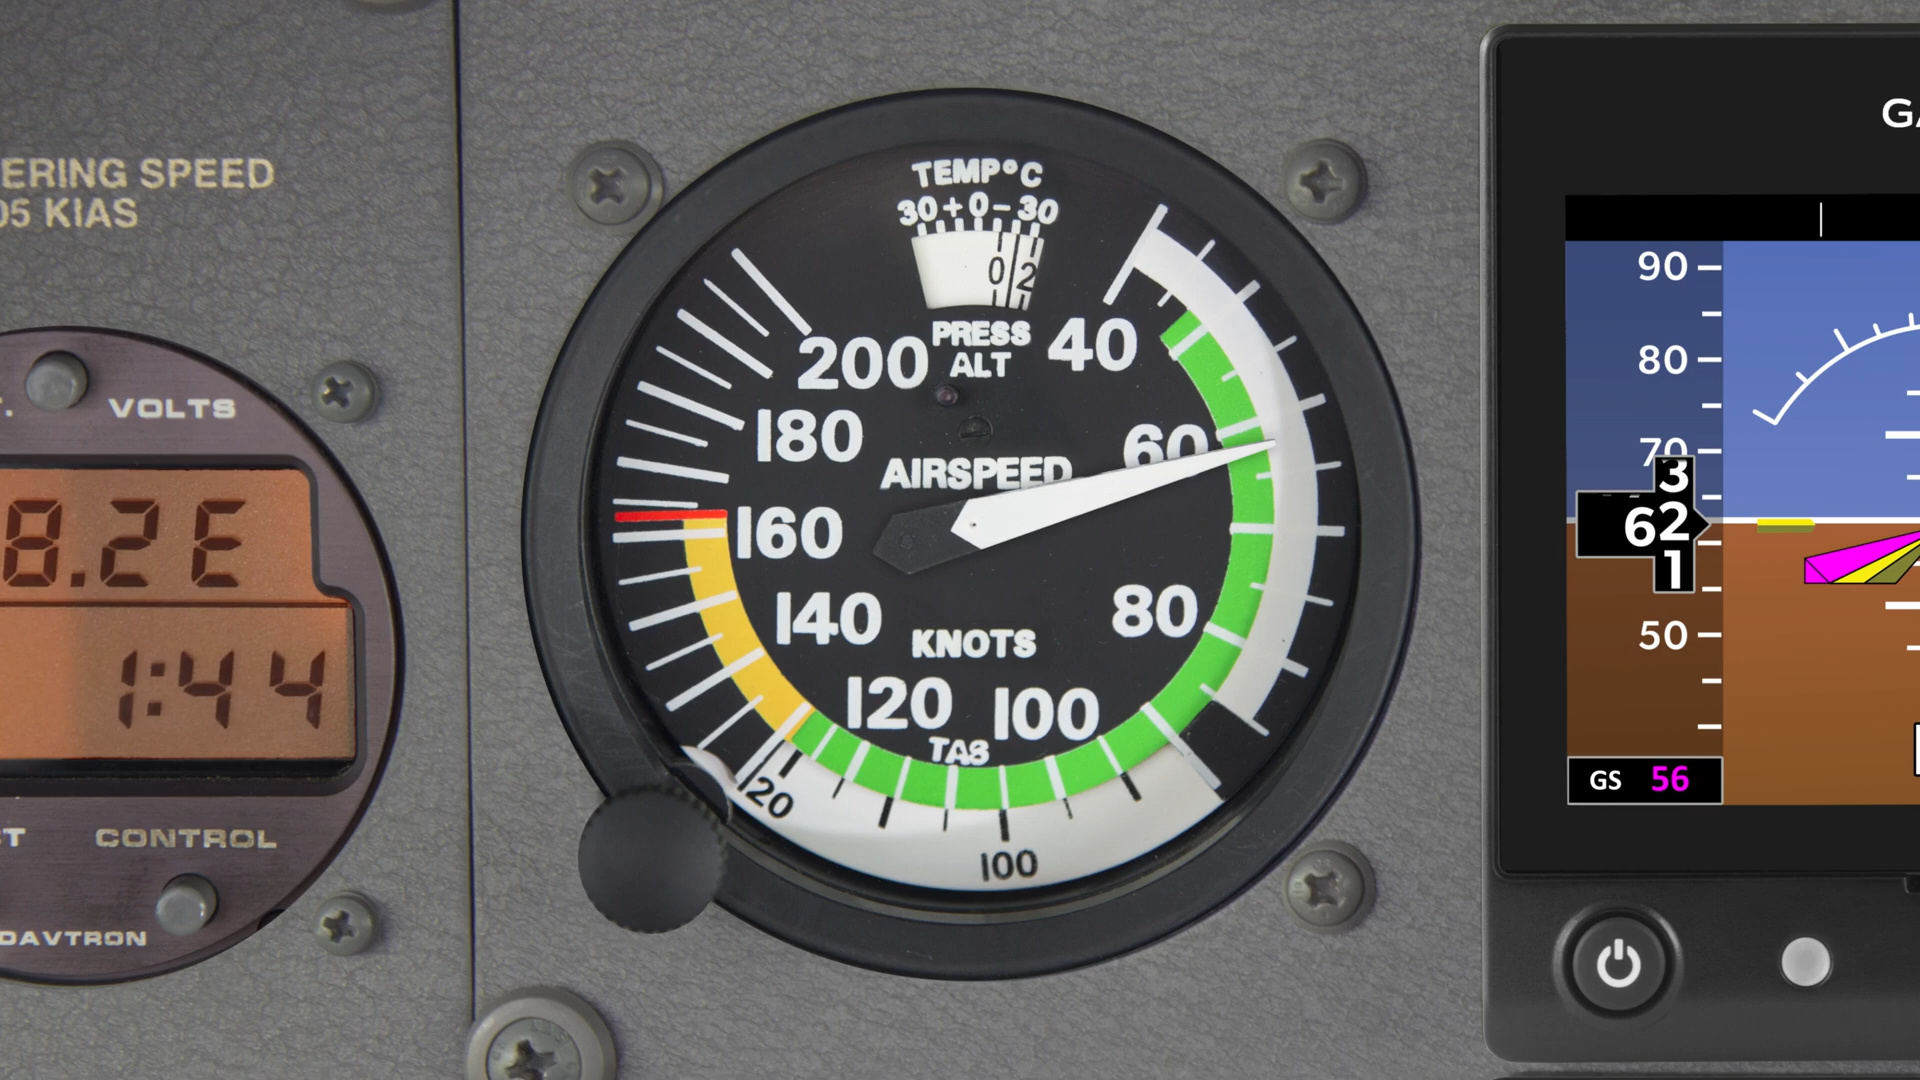 ERING SPEED
05 KIAS
VOLTS
8.2E
1:44
CONTROL
DAVTRON
TEMP°C
30+0-30
0 2
PRESS
ALT
AIRSPEED
KNOTS
TAS
40
60
80
100
120
140
160
180
200
120
100
GA
90
80
70
62
3
1
50
GS 56